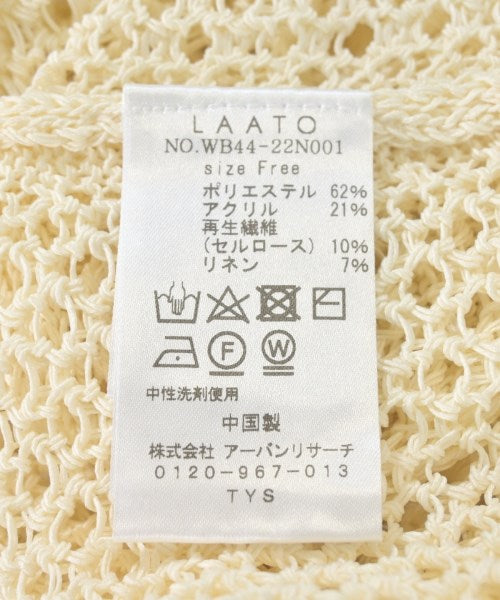 LAATO
NO.WB44-22N001
size Free
ポリエステル 62%
アクリル 21%
再生繊維
(セルロース) 10%
リネン 7%
F W
中性洗剤使用
中国製
株式会社 アーバンリサーチ
0120-967-013
TYS